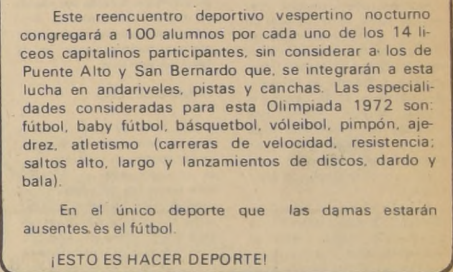 Este reencuentro deportivo vespertino nocturno
congregará a 100 alumnos por cada uno de los 14 li-
ceos capitalinos participantes, sin considerar a los de
Puente Alto y San Bernardo que, se integrarán a esta
lucha en andariveles, pistas y canchas. Las especiali-
dades consideradas para esta Olimpiada 1972 son:
fútbol, baby fútbol, básquetbol, vóleibol, pimpón, aje-
drez, atletismo (carreras de velocidad, resistencia;
saltos alto, largo y lanzamientos de discos, dardo y
bala).
En el único deporte que las damas estarán
ausentes es el fútbol.
¡ESTO ES HACER DEPORTE!